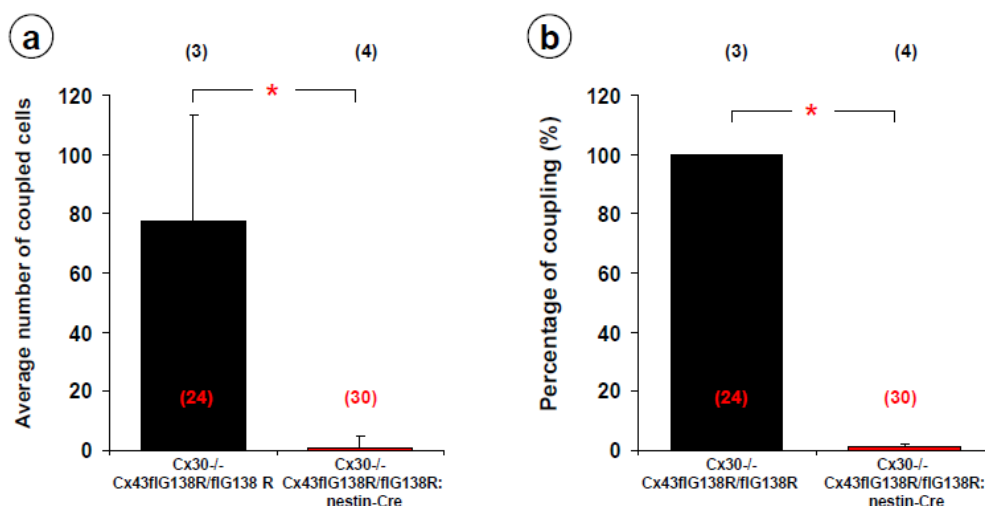 a
(3) (4)
Average number of coupled cells
120
100
80
60
40
20
0
*
(24) (30)
Cx30-/-
Cx43flG138R/flG138 R
Cx30-/-
Cx43flG138R/flG138R:
nestin-Cre
b
(3) (4)
Percentage of coupling (%)
120
100
80
60
40
20
0
*
(24) (30)
Cx30-/-
Cx43flG138R/flG138R
Cx30-/-
Cx43flG138R/flG138R:
nestin-Cre